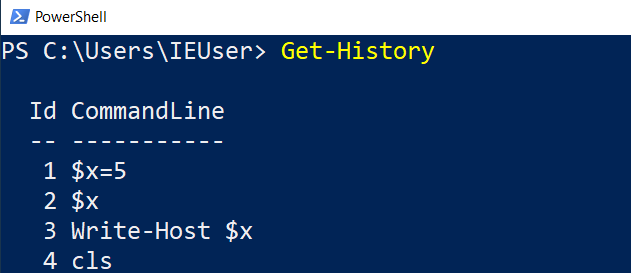 PowerShell
PS C:\Users\IEUser> Get-History
Id CommandLine
-- -----------
1 $x=5
2 $x
3 Write-Host $x
4 cls